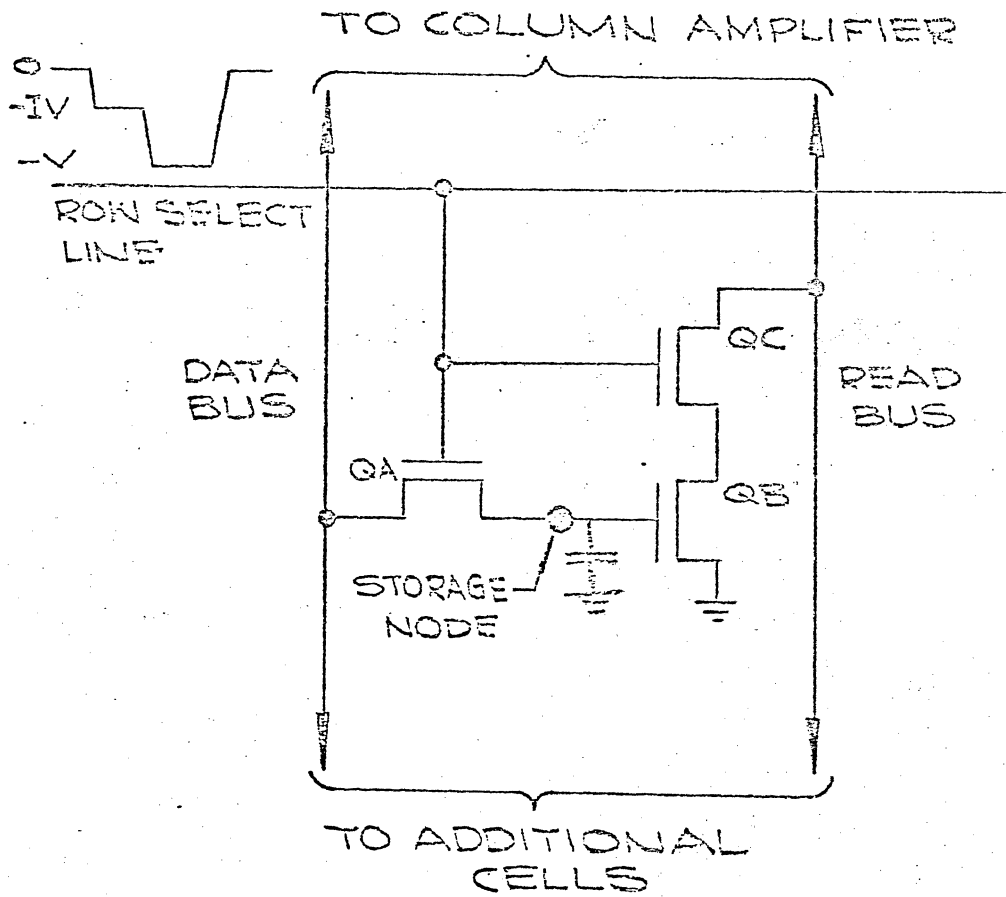 TO COLUMN AMPLIFIER
0
-1V
-V
ROW SELECT
LINE
DATA
BUS
QC
READ
BUS
QA
QB
STORAGE
NODE
TO ADDITIONAL
CELLS